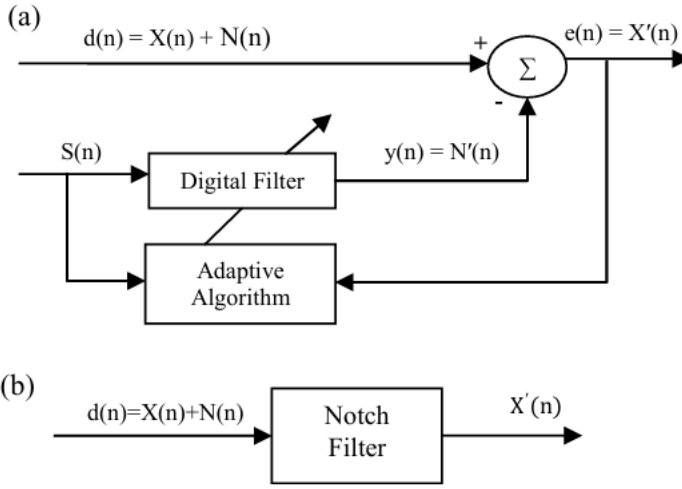 (a)
d(n) = X(n) + N(n)
+
Σ
e(n) = X′(n)
-
S(n)
Digital Filter
y(n) = N′(n)
Adaptive
Algorithm
(b)
d(n)=X(n)+N(n)
Notch
Filter
X′(n)